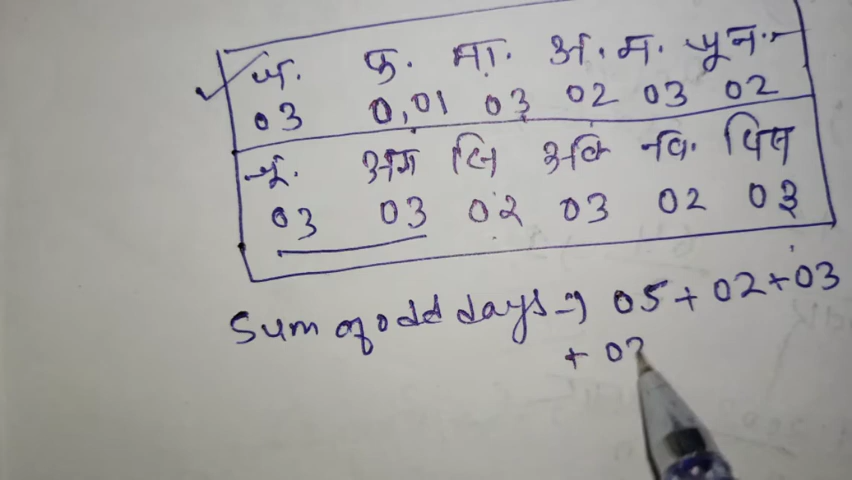 ज. फ. मा. अ. म. जून.
03 0,01 03 02 03 02
जू. अग सि अक्टि नवि. दिस
03 03 02 03 02 03
Sum of odd days ⇒ 05 + 02 + 03
+ 03